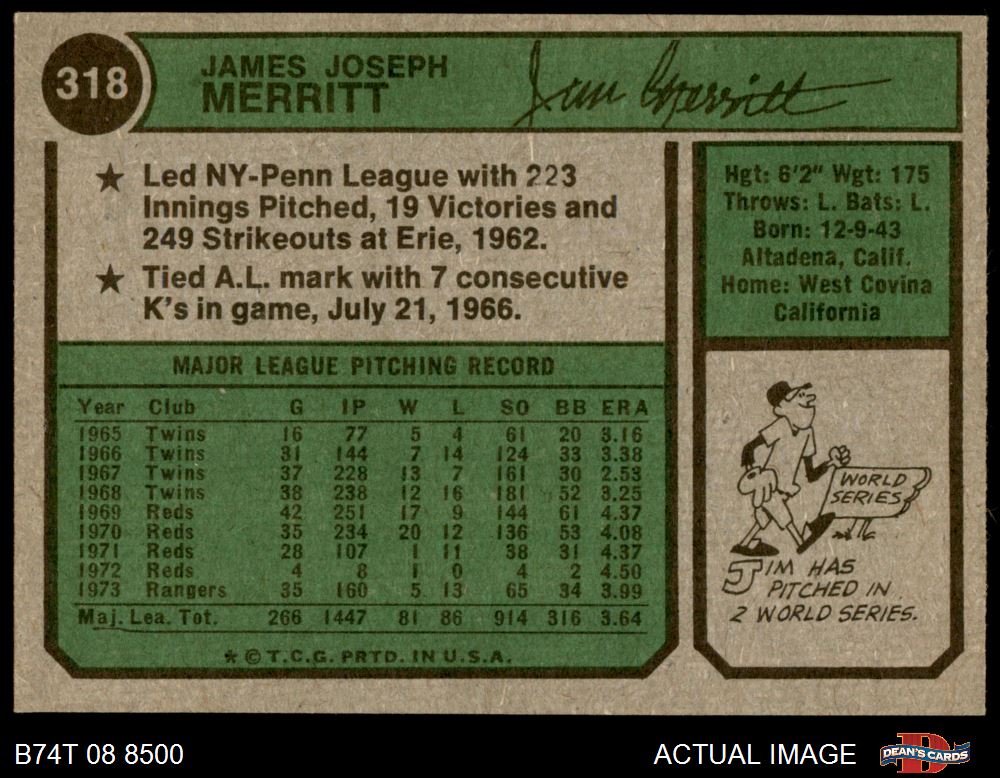 318
JAMES JOSEPH
MERRITT
Jim Merritt
★ Led NY-Penn League with 223
Innings Pitched, 19 Victories and
249 Strikeouts at Erie, 1962.
★ Tied A.L. mark with 7 consecutive
K's in game, July 21, 1966.
Hgt: 6'2" Wgt: 175
Throws: L. Bats: L.
Born: 12-9-43
Altadena, Calif.
Home: West Covina
California
MAJOR LEAGUE PITCHING RECORD
Year Club G IP W L SO BB ERA
1965 Twins 16 77 5 4 61 20 3.16
1966 Twins 31 144 7 14 124 33 3.38
1967 Twins 37 228 13 7 161 30 2.53
1968 Twins 38 238 12 16 181 52 3.25
1969 Reds 42 251 17 9 144 61 4.37
1970 Reds 35 234 20 12 136 53 4.08
1971 Reds 28 107 1 11 38 31 4.37
1972 Reds 4 8 1 0 4 2 4.50
1973 Rangers 35 160 5 13 65 34 3.99
Maj. Lea. Tot. 266 1447 81 86 914 316 3.64
* © T.C.G. PRTD. IN U.S.A.
WORLD
SERIES
JIM HAS
PITCHED IN
2 WORLD SERIES.
B74T 08 8500
ACTUAL IMAGE
D
DEAN'S CARDS